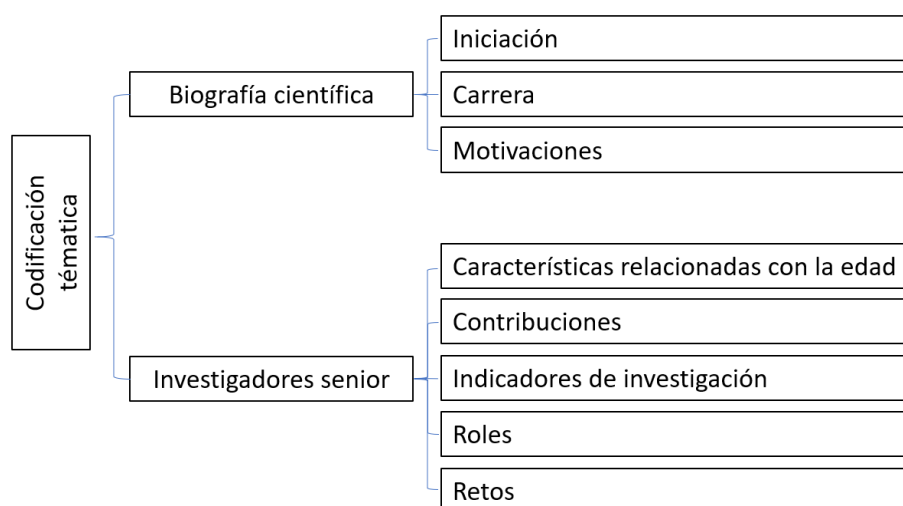 Codificación
tématica
Biografía científica
Iniciación
Carrera
Motivaciones
Investigadores senior
Características relacionadas con la edad
Contribuciones
Indicadores de investigación
Roles
Retos